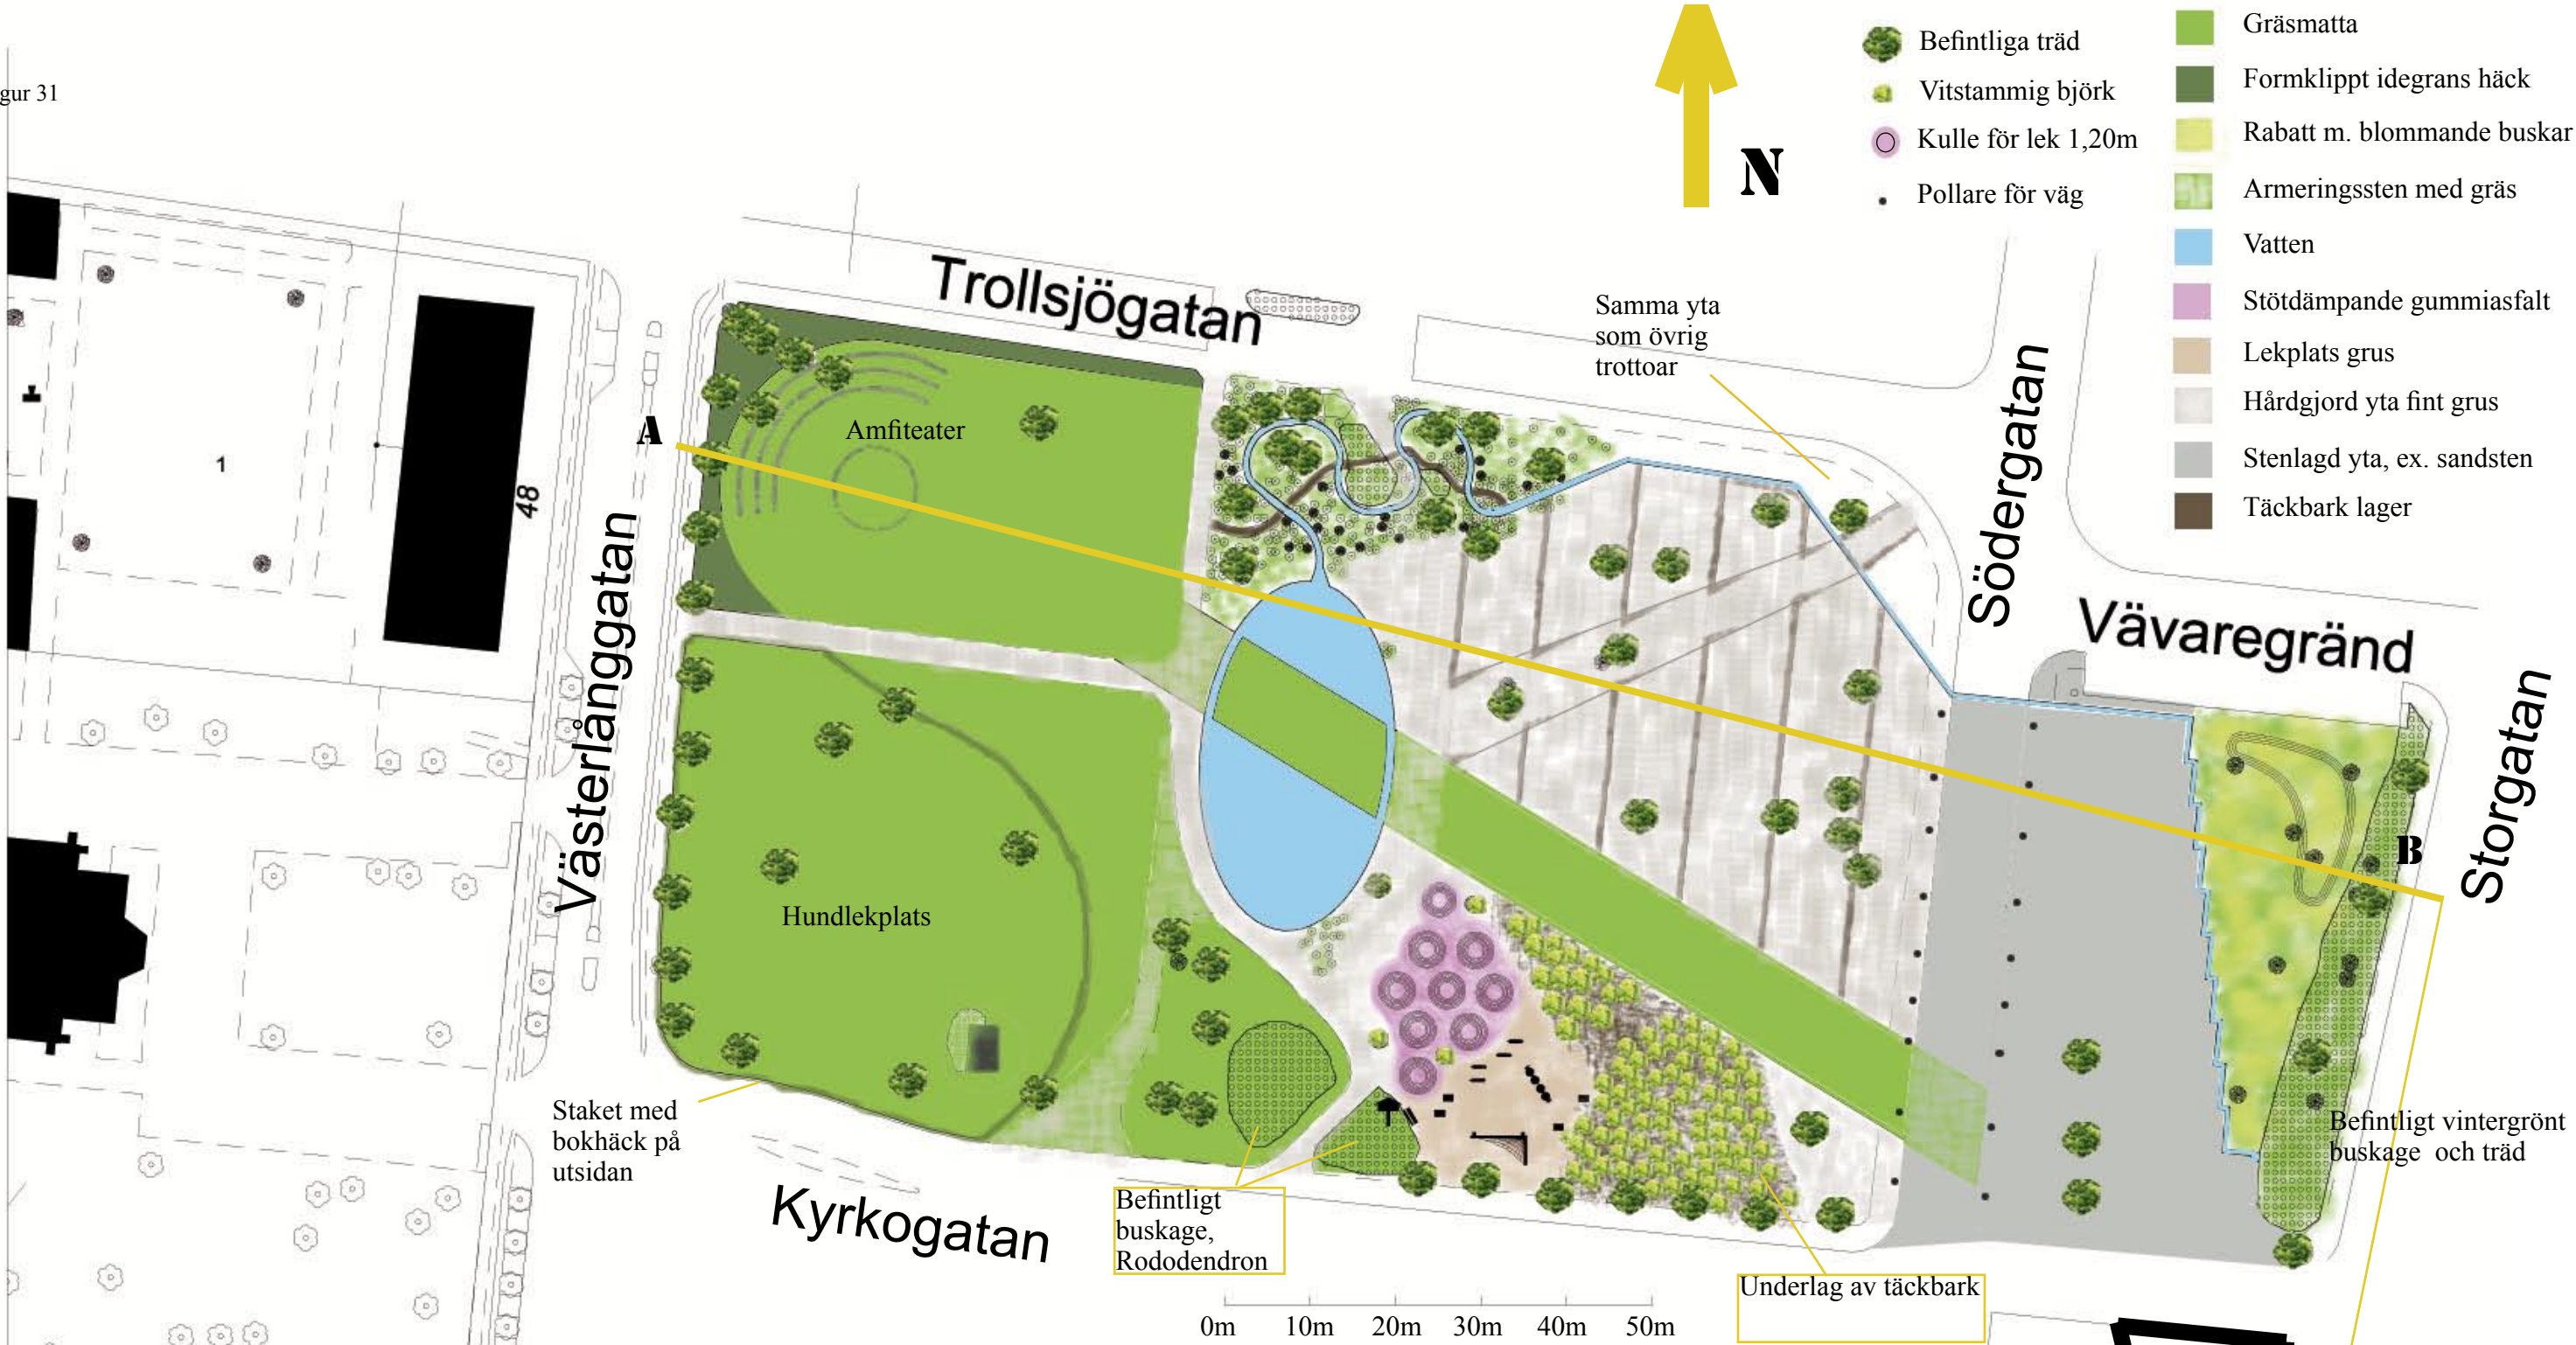 gur 31
N
Befintliga träd
Vitstammig björk
Kulle för lek 1,20m
Pollare för väg
Gräsmatta
Formklippt idegrans häck
Rabatt m. blommande buskar
Armeringssten med gräs
Vatten
Stötdämpande gummiasfalt
Lekplats grus
Hårdgjord yta fint grus
Stenlagd yta, ex. sandsten
Täckbark lager
Trollsjögatan
Samma yta
som övrig
trottoar
Södergatan
Vävaregränd
Storgatan
Västerlånggatan
1
48
A
Amfiteater
B
Hundlekplats
Staket med
bokhäck på
utsidan
Kyrkogatan
Befintligt
buskage,
Rododendron
Befintligt vintergrönt
buskage och träd
Underlag av täckbark
0m 10m 20m 30m 40m 50m